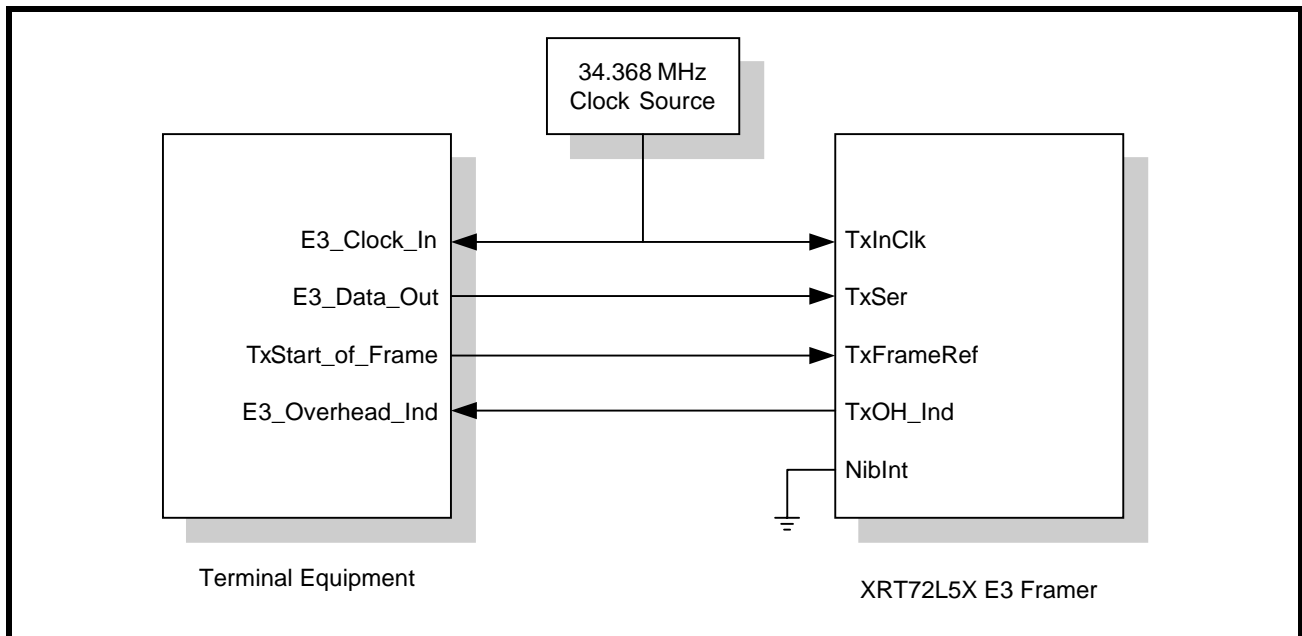 34.368 MHz
Clock Source
E3_Clock_In
TxInClk
E3_Data_Out
TxSer
TxStart_of_Frame
TxFrameRef
E3_Overhead_Ind
TxOH_Ind
NibInt
Terminal Equipment
XRT72L5X E3 Framer